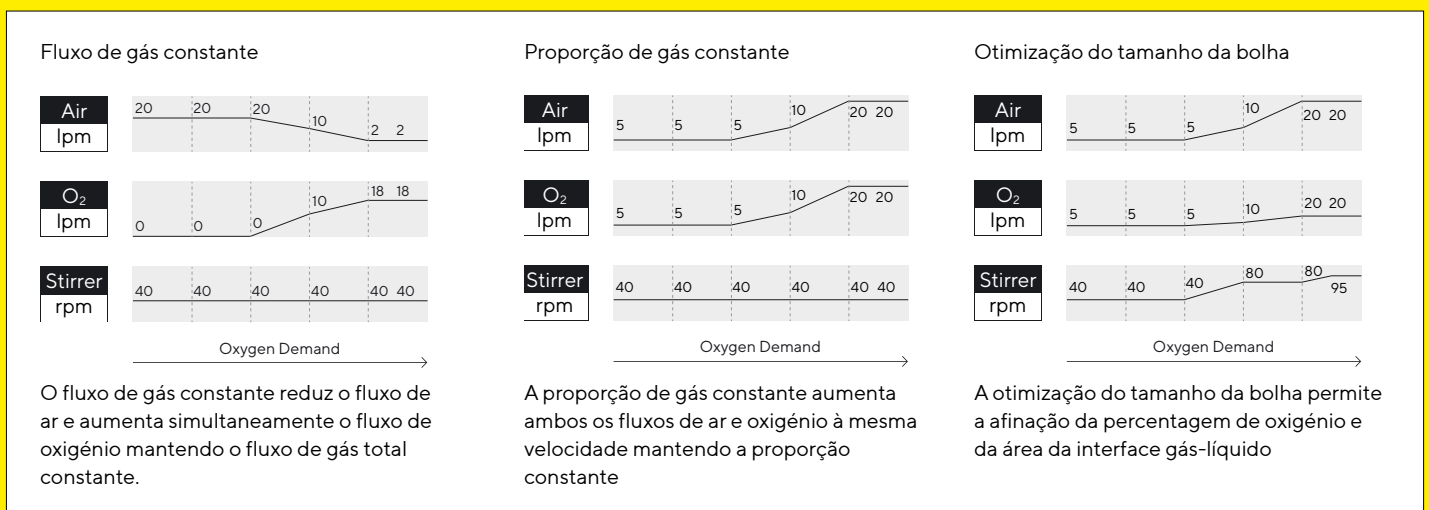 Fluxo de gás constante
Air
lpm
20 20 20 10 2 2
O₂
lpm
0 0 0 10 18 18
Stirrer
rpm
40 40 40 40 40 40
Oxygen Demand
O fluxo de gás constante reduz o fluxo de
ar e aumenta simultaneamente o fluxo de
oxigénio mantendo o fluxo de gás total
constante.
Proporção de gás constante
Air
lpm
5 5 5 10 20 20
O₂
lpm
5 5 5 10 20 20
Stirrer
rpm
40 40 40 40 40 40
Oxygen Demand
A proporção de gás constante aumenta
ambos os fluxos de ar e oxigénio à mesma
velocidade mantendo a proporção
constante
Otimização do tamanho da bolha
Air
lpm
5 5 5 10 20 20
O₂
lpm
5 5 5 10 20 20
Stirrer
rpm
40 40 40 80 80 95
Oxygen Demand
A otimização do tamanho da bolha permite
a afinação da percentagem de oxigénio e
da área da interface gás-líquido